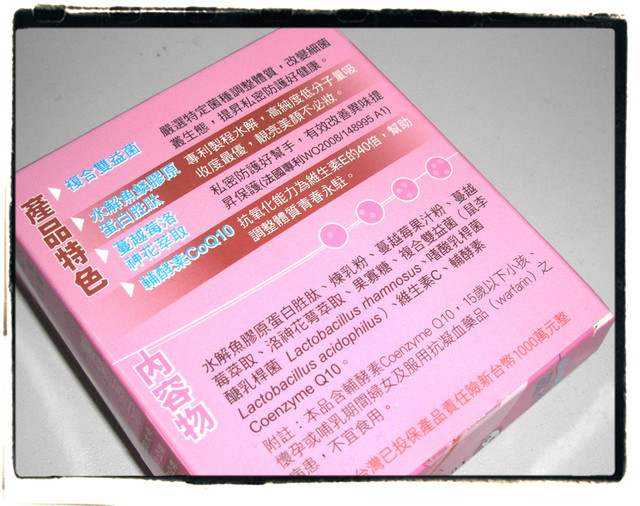 產品特色
複合雙益菌
嚴選特定菌種調整體質，改變細菌
叢生態，提昇私密防護好健康。
水解魚鱗膠原
蛋白胜肽
專利製程水解，高純度低分子量吸
收度最優，靚亮美顏不必妝。
蔓越莓洛
神花萃取
私密防護好幫手，有效改善異味提
昇保護(法國專利WO2009/148995 A1)
輔酵素CoQ10
抗氧化能力為維生素E的40倍，幫助
調整體質青春永駐。
內容物
水解魚膠原蛋白胜肽、煉乳粉、蔓越莓果汁粉、蔓越
莓萃取、洛神花萼萃取、果寡糖、複合雙益菌（鼠李
醣乳桿菌 Lactobacillus rhamnosus、嗜酸乳桿菌
Lactobacillus acidophilus）、維生素C、輔酵素
Coenzyme Q10。
附註：本品含輔酵素Coenzyme Q10，15歲以下小孩、
懷孕或哺乳期間婦女及服用抗凝血藥品（warfarin）之
病患，不宜食用。
台灣已投保產品責任險新台幣1000萬元整